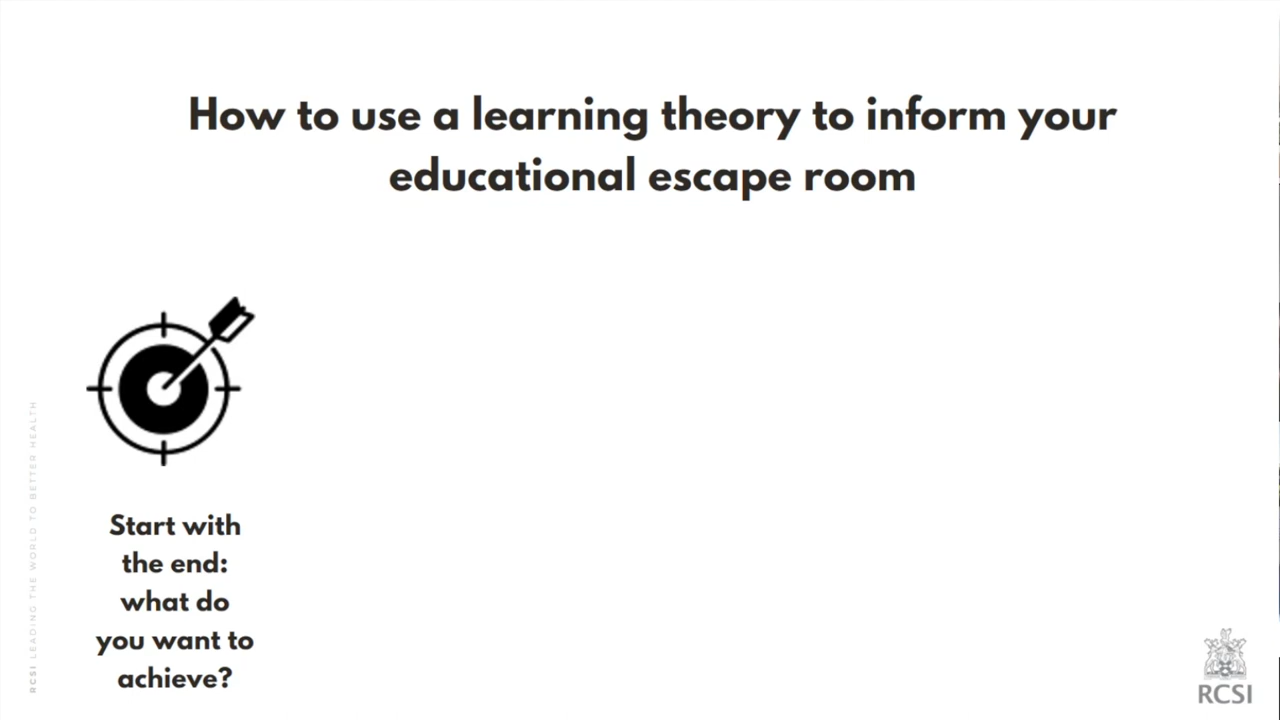 How to use a learning theory to inform your
educational escape room
Start with
the end:
what do
you want to
achieve?
RCSI LEADING THE WORLD TO BETTER HEALTH
RCSI